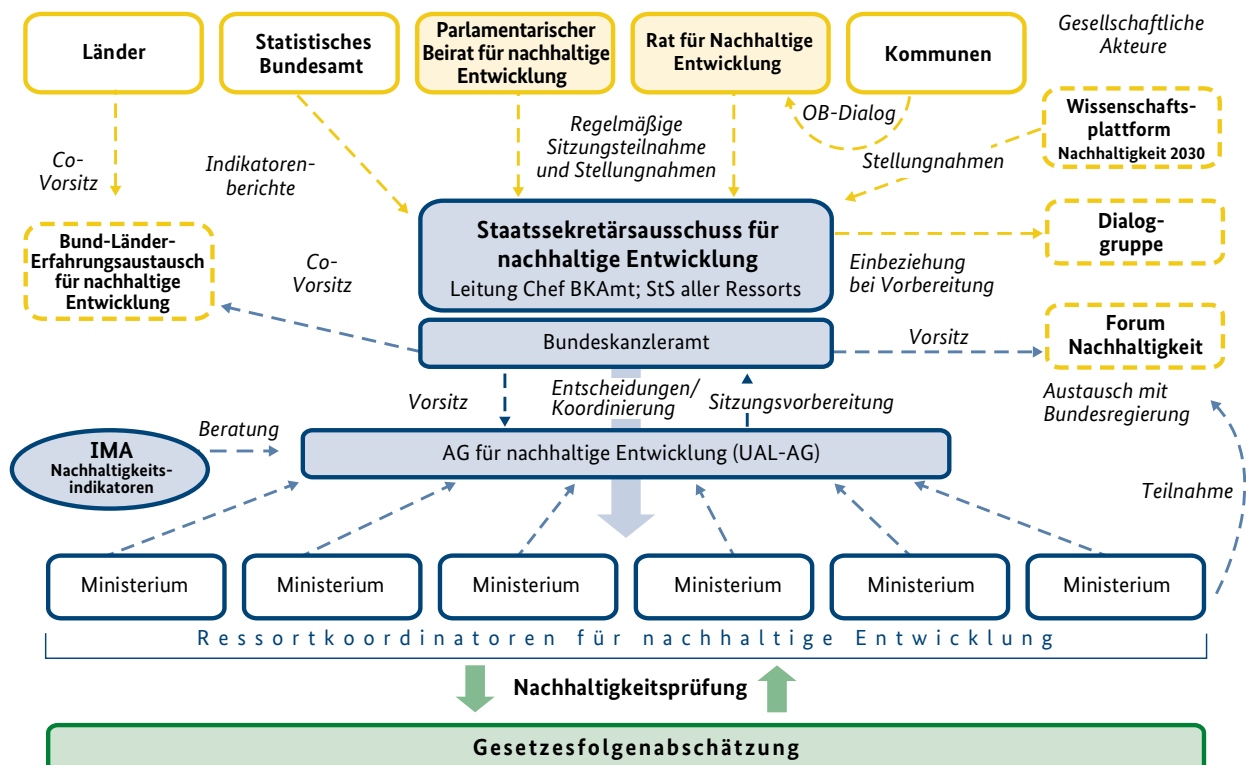 Länder
Statistisches
Bundesamt
Parlamentarischer
Beirat für nachhaltige
Entwicklung
Rat für Nachhaltige
Entwicklung
Kommunen
Gesellschaftliche
Akteure
Co-
Vorsitz
Indikatoren-
berichte
Regelmäßige
Sitzungsteilnahme
und Stellungnahmen
OB-Dialog
Stellungnahmen
Wissenschafts-
plattform
Nachhaltigkeit 2030
Bund-Länder-
Erfahrungsaustausch
für nachhaltige
Entwicklung
Co-
Vorsitz
Staatssekretärsausschuss für
nachhaltige Entwicklung
Leitung Chef BKAmt; StS aller Ressorts
Einbeziehung
bei Vorbereitung
Dialog-
gruppe
Bundeskanzleramt
Vorsitz
Forum
Nachhaltigkeit
Vorsitz
Entscheidungen/
Koordinierung
Sitzungsvorbereitung
Austausch mit
Bundesregierung
IMA
Nachhaltigkeits-
indikatoren
Beratung
AG für nachhaltige Entwicklung (UAL-AG)
Teilnahme
Ministerium
Ministerium
Ministerium
Ministerium
Ministerium
Ministerium
Ressortkoordinatoren für nachhaltige Entwicklung
Nachhaltigkeitsprüfung
Gesetzesfolgenabschätzung